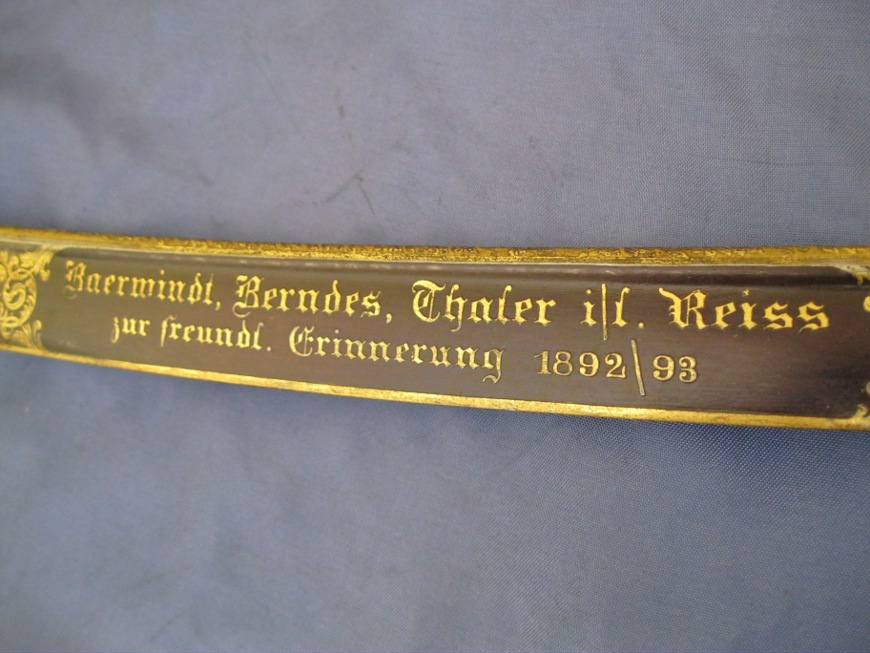 Baerwindt, Berndes, Thaler i/l. Reiss
zur freundl. Erinnerung 1892/93